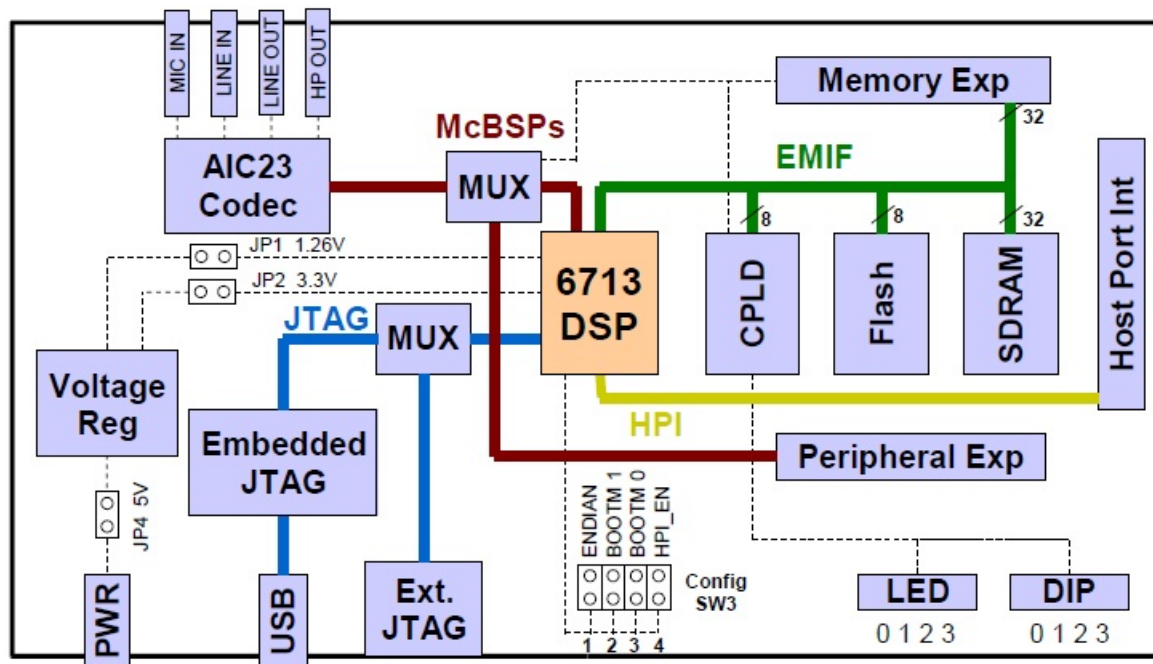 MIC IN
LINE IN
LINE OUT
HP OUT
Memory Exp
32
McBSPs
AIC23
Codec
MUX
EMIF
8
8
32
Host Port Int
JP1 1.26V
JP2 3.3V
6713
DSP
CPLD
Flash
SDRAM
JTAG
MUX
Voltage
Reg
HPI
Embedded
JTAG
Peripheral Exp
JP4 5V
ENDIAN
BOOTM 1
BOOTM 0
HPI_EN
Config
SW3
1 2 3 4
PWR
USB
Ext.
JTAG
LED
0 1 2 3
DIP
0 1 2 3